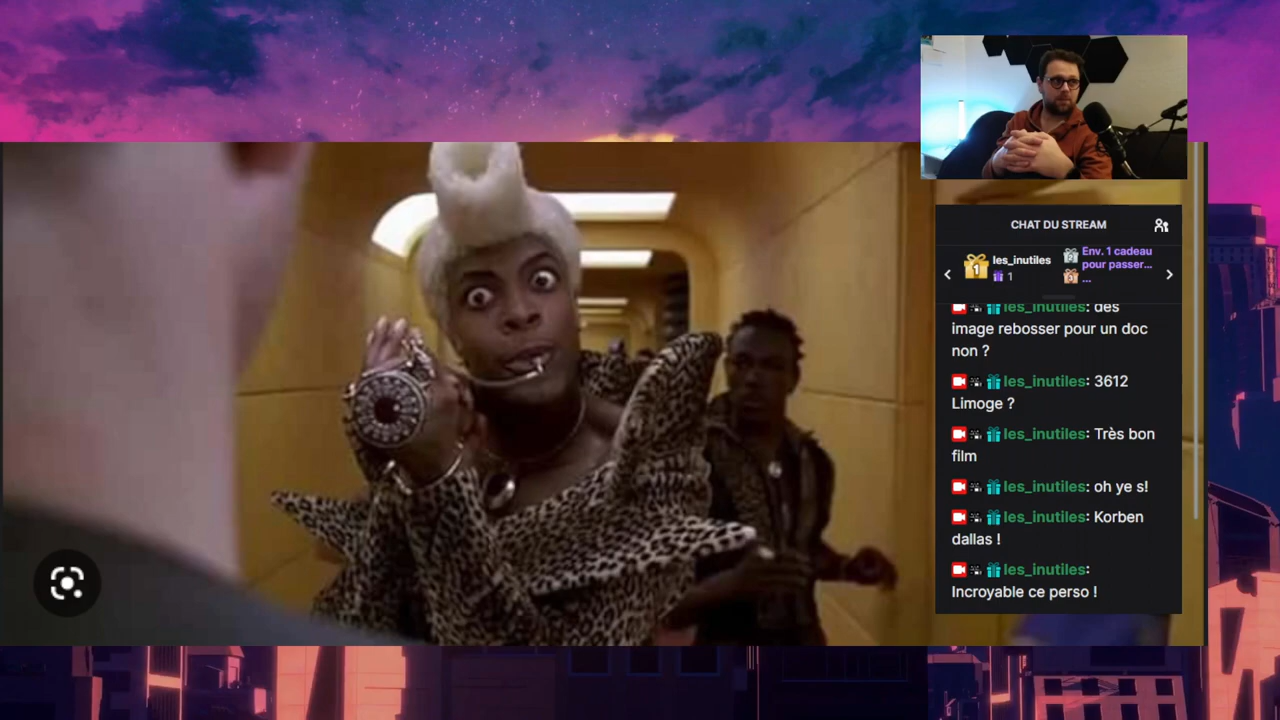 CHAT DU STREAM
les_inutiles
1
1
Env. 1 cadeau
pour passer...
...
les_inutiles: des
image rebosser pour un doc
non ?
les_inutiles: 3612
Limoge ?
les_inutiles: Très bon
film
les_inutiles: oh ye s!
les_inutiles: Korben
dallas !
les_inutiles:
Incroyable ce perso !